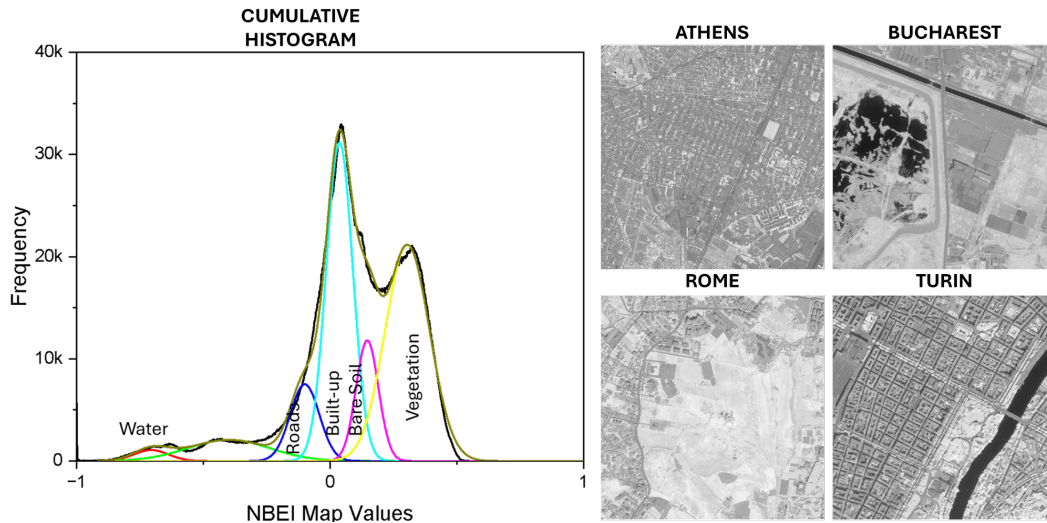 CUMULATIVE
HISTOGRAM
40k
30k
20k
10k
0
Frequency
Water
Roads
Built-up
Bare Soil
Vegetation
−1
0
1
NBEI Map Values
ATHENS
BUCHAREST
ROME
TURIN